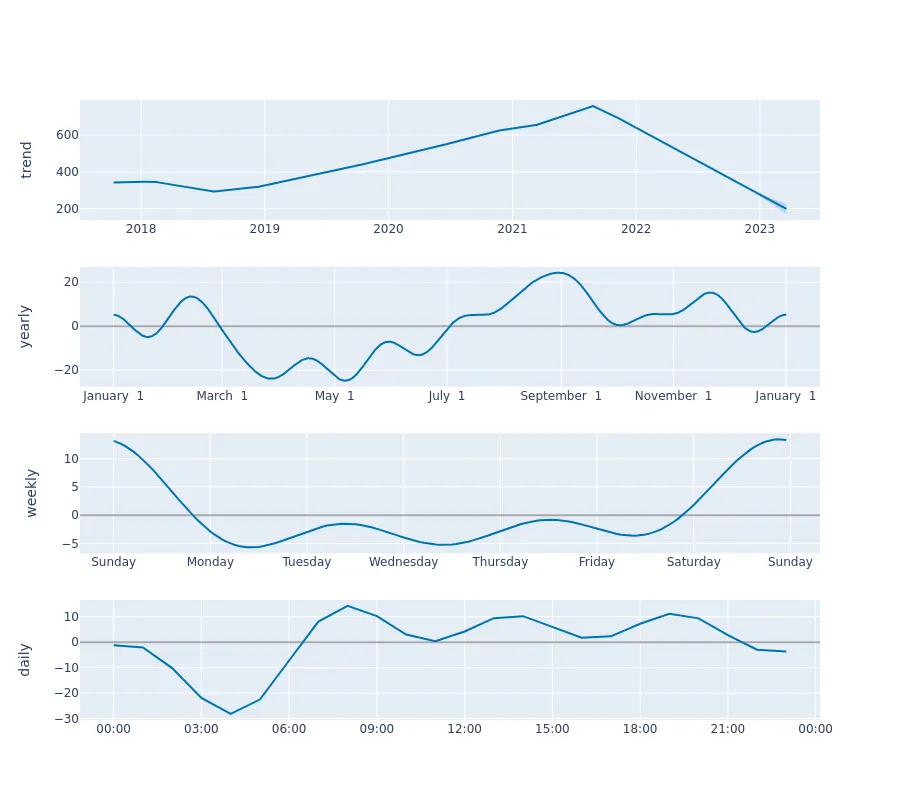 trend
600
400
200
2018 2019 2020 2021 2022 2023
yearly
20
0
−20
January 1 March 1 May 1 July 1 September 1 November 1 January 1
weekly
10
5
0
−5
Sunday Monday Tuesday Wednesday Thursday Friday Saturday Sunday
daily
10
0
−10
−20
−30
00:00 03:00 06:00 09:00 12:00 15:00 18:00 21:00 00:00